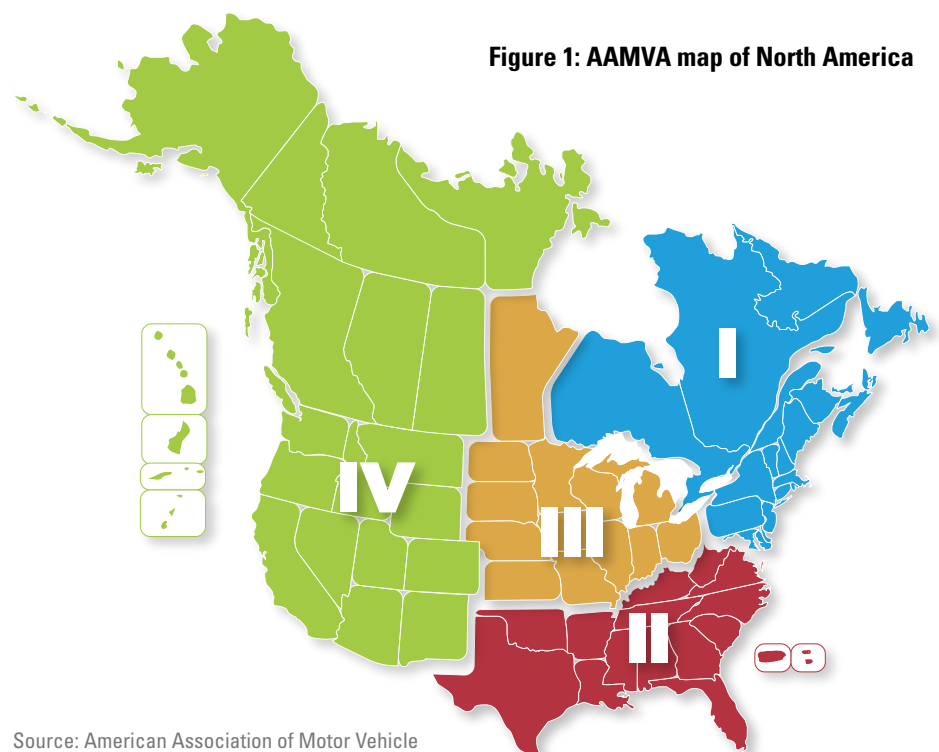 Figure 1: AAMVA map of North America
I
IV
III
II
Source: American Association of Motor Vehicle